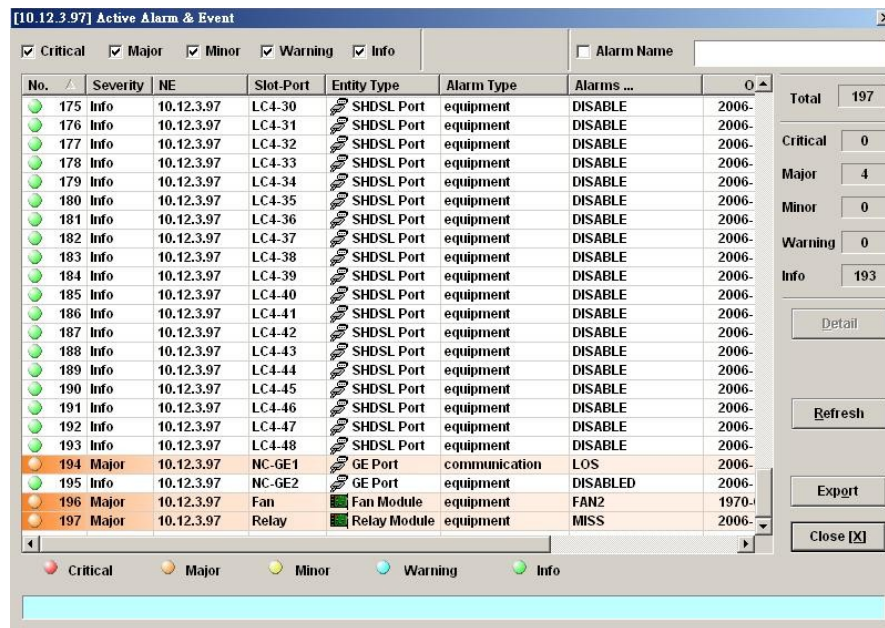 [10.12.3.97] Active Alarm & Event
Critical Major Minor Warning Info Alarm Name
No. Severity NE Slot-Port Entity Type Alarm Type Alarms ... O
175 Info 10.12.3.97 LC4-30 SHDSL Port equipment DISABLE 2006-
176 Info 10.12.3.97 LC4-31 SHDSL Port equipment DISABLE 2006-
177 Info 10.12.3.97 LC4-32 SHDSL Port equipment DISABLE 2006-
178 Info 10.12.3.97 LC4-33 SHDSL Port equipment DISABLE 2006-
179 Info 10.12.3.97 LC4-34 SHDSL Port equipment DISABLE 2006-
180 Info 10.12.3.97 LC4-35 SHDSL Port equipment DISABLE 2006-
181 Info 10.12.3.97 LC4-36 SHDSL Port equipment DISABLE 2006-
182 Info 10.12.3.97 LC4-37 SHDSL Port equipment DISABLE 2006-
183 Info 10.12.3.97 LC4-38 SHDSL Port equipment DISABLE 2006-
184 Info 10.12.3.97 LC4-39 SHDSL Port equipment DISABLE 2006-
185 Info 10.12.3.97 LC4-40 SHDSL Port equipment DISABLE 2006-
186 Info 10.12.3.97 LC4-41 SHDSL Port equipment DISABLE 2006-
187 Info 10.12.3.97 LC4-42 SHDSL Port equipment DISABLE 2006-
188 Info 10.12.3.97 LC4-43 SHDSL Port equipment DISABLE 2006-
189 Info 10.12.3.97 LC4-44 SHDSL Port equipment DISABLE 2006-
190 Info 10.12.3.97 LC4-45 SHDSL Port equipment DISABLE 2006-
191 Info 10.12.3.97 LC4-46 SHDSL Port equipment DISABLE 2006-
192 Info 10.12.3.97 LC4-47 SHDSL Port equipment DISABLE 2006-
193 Info 10.12.3.97 LC4-48 SHDSL Port equipment DISABLE 2006-
194 Major 10.12.3.97 NC-GE1 GE Port communication LOS 2006-
195 Info 10.12.3.97 NC-GE2 GE Port equipment DISABLED 2006-
196 Major 10.12.3.97 Fan Fan Module equipment FAN2 1970-
197 Major 10.12.3.97 Relay Relay Module equipment MISS 2006-
Total 197
Critical 0
Major 4
Minor 0
Warning 0
Info 193
Detail
Refresh
Export
Close [X]
Critical Major Minor Warning Info